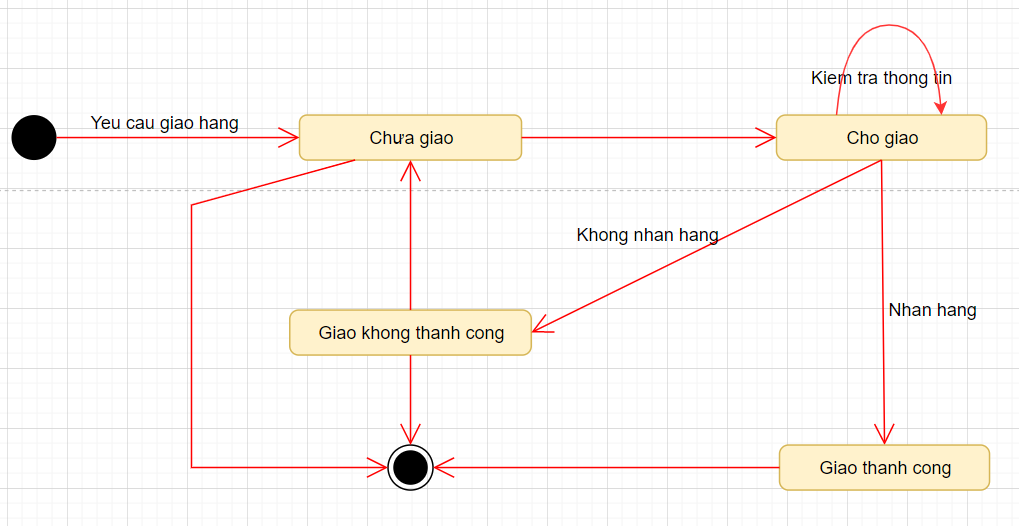 Kiem tra thong tin
Yeu cau giao hang
Chưa giao
Cho giao
Khong nhan hang
Nhan hang
Giao khong thanh cong
Giao thanh cong